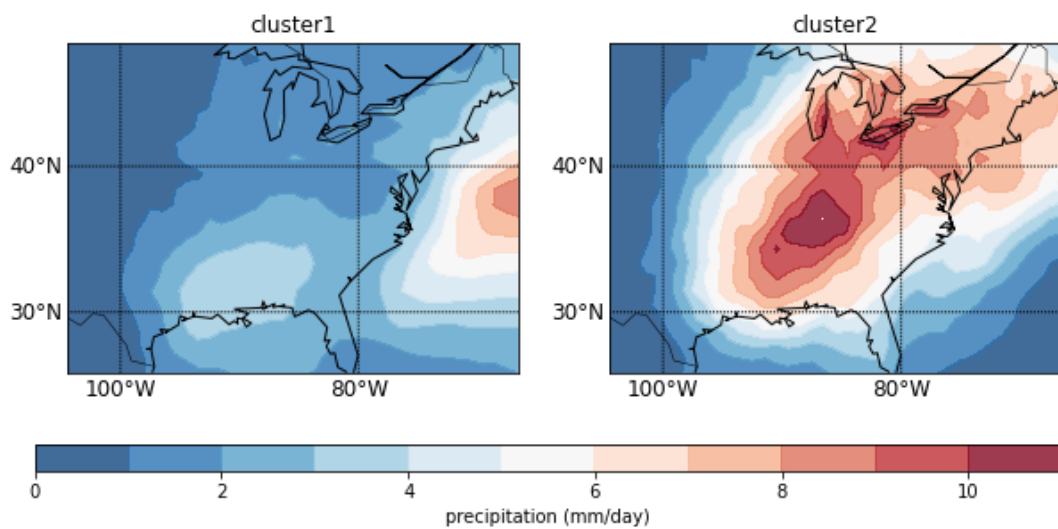 cluster1 cluster2
40°N 40°N
30°N 30°N
100°W 80°W 100°W 80°W
0 2 4 6 8 10
precipitation (mm/day)